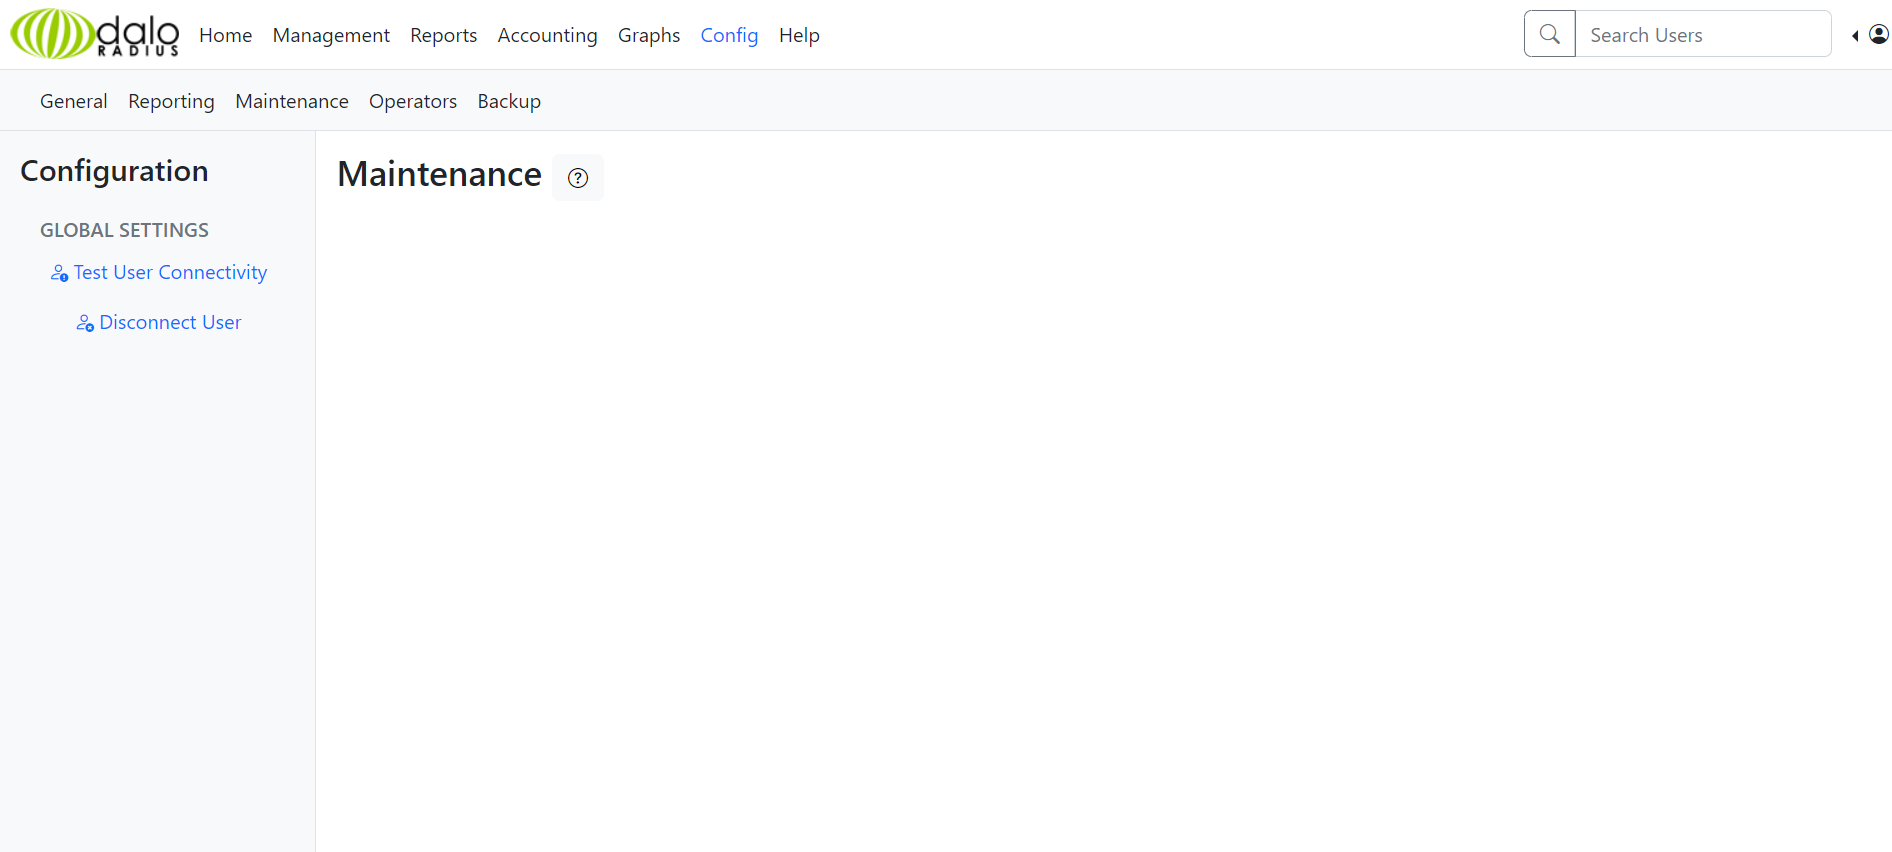 dalo RADIUS Home Management Reports Accounting Graphs Config Help Search Users
General Reporting Maintenance Operators Backup
Configuration
Maintenance
GLOBAL SETTINGS
Test User Connectivity
Disconnect User